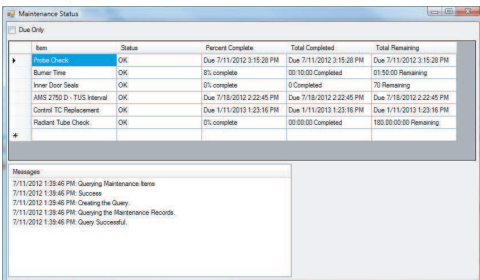 Maintenance Status
Due Only
Item Status Percent Complete Total Completed Total Remaining
Probe Check OK Due 7/11/2012 3:15:28 PM Due 7/11/2012 3:15:28 PM Due 7/11/2012 3:15:28 PM
Burner Time OK 8% complete 00:10:00 Completed 01:50:00 Remaining
Inner Door Seals OK 0% complete 0 Completed 70 Remaining
AMS 2750 D - TUS Interval OK Due 7/18/2012 2:22:45 PM Due 7/18/2012 2:22:45 PM Due 7/18/2012 2:22:45 PM
Control TC Replacement OK Due 1/11/2013 1:23:16 PM Due 1/11/2013 1:23:16 PM Due 1/11/2013 1:23:16 PM
Radiant Tube Check OK 0% complete 00:00:00 Completed 180.00:00:00 Remaining
Messages
7/11/2012 1:39:46 PM: Querying Maintenance Items
7/11/2012 1:39:46 PM: Success
7/11/2012 1:39:46 PM: Creating the Query.
7/11/2012 1:39:46 PM: Querying the Maintenance Records.
7/11/2012 1:39:46 PM: Query Successful.